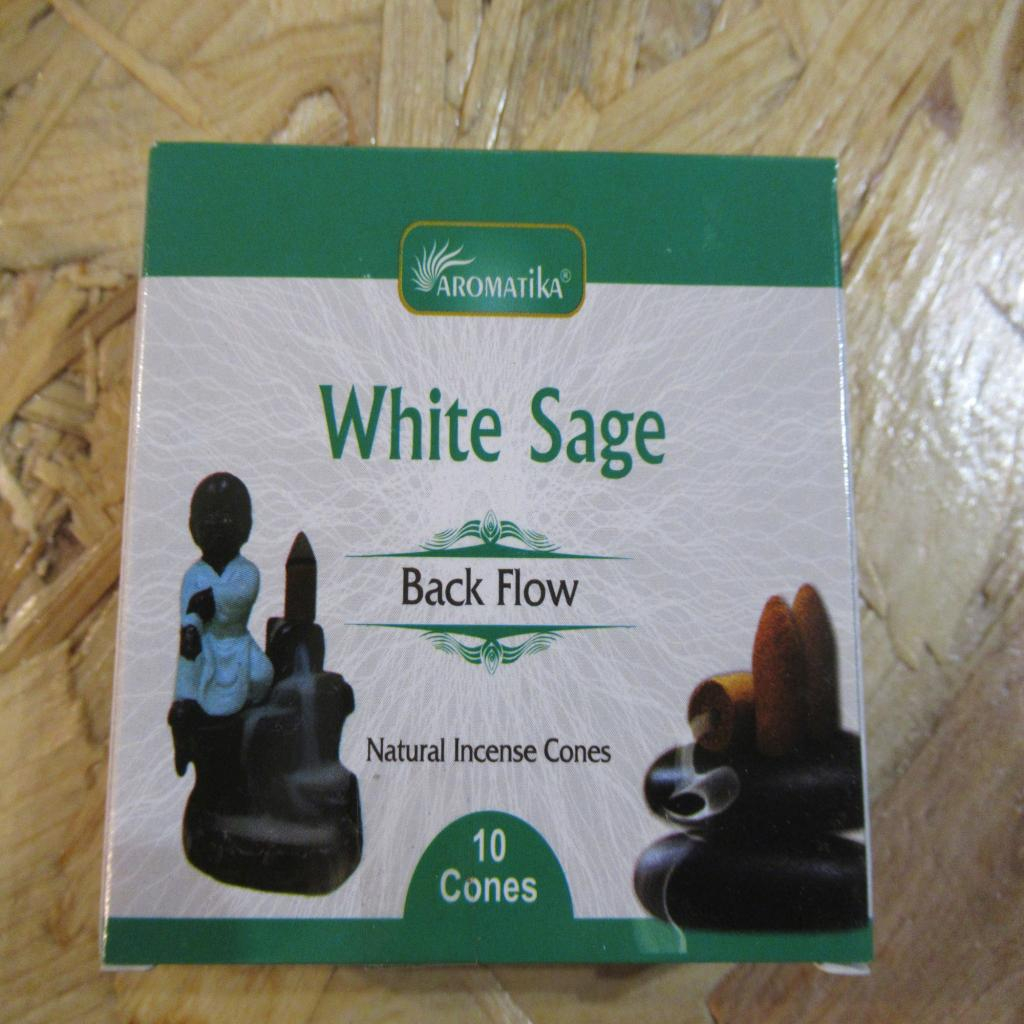 AROMATIKA®
White Sage
Back Flow
Natural Incense Cones
10
Cones